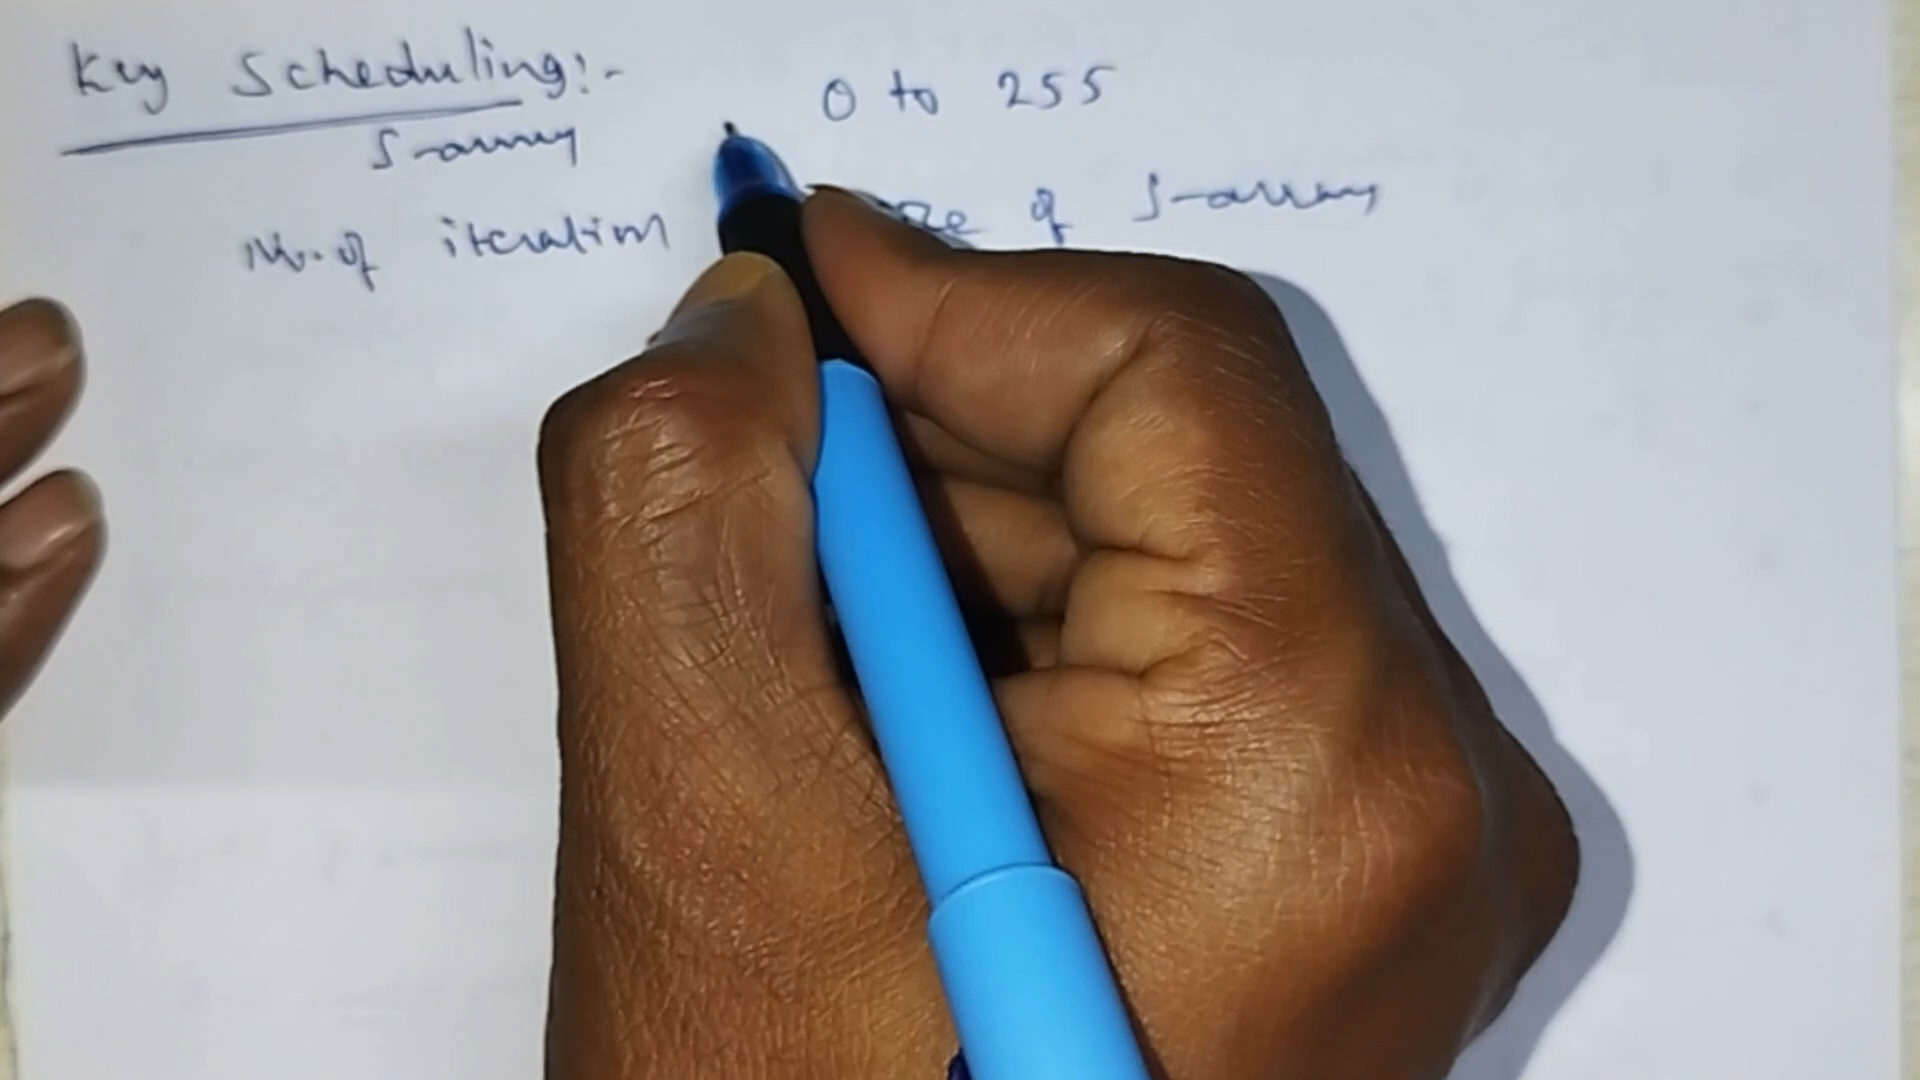 Key Scheduling:-
0 to 255
S-array
No. of iteration of S-array